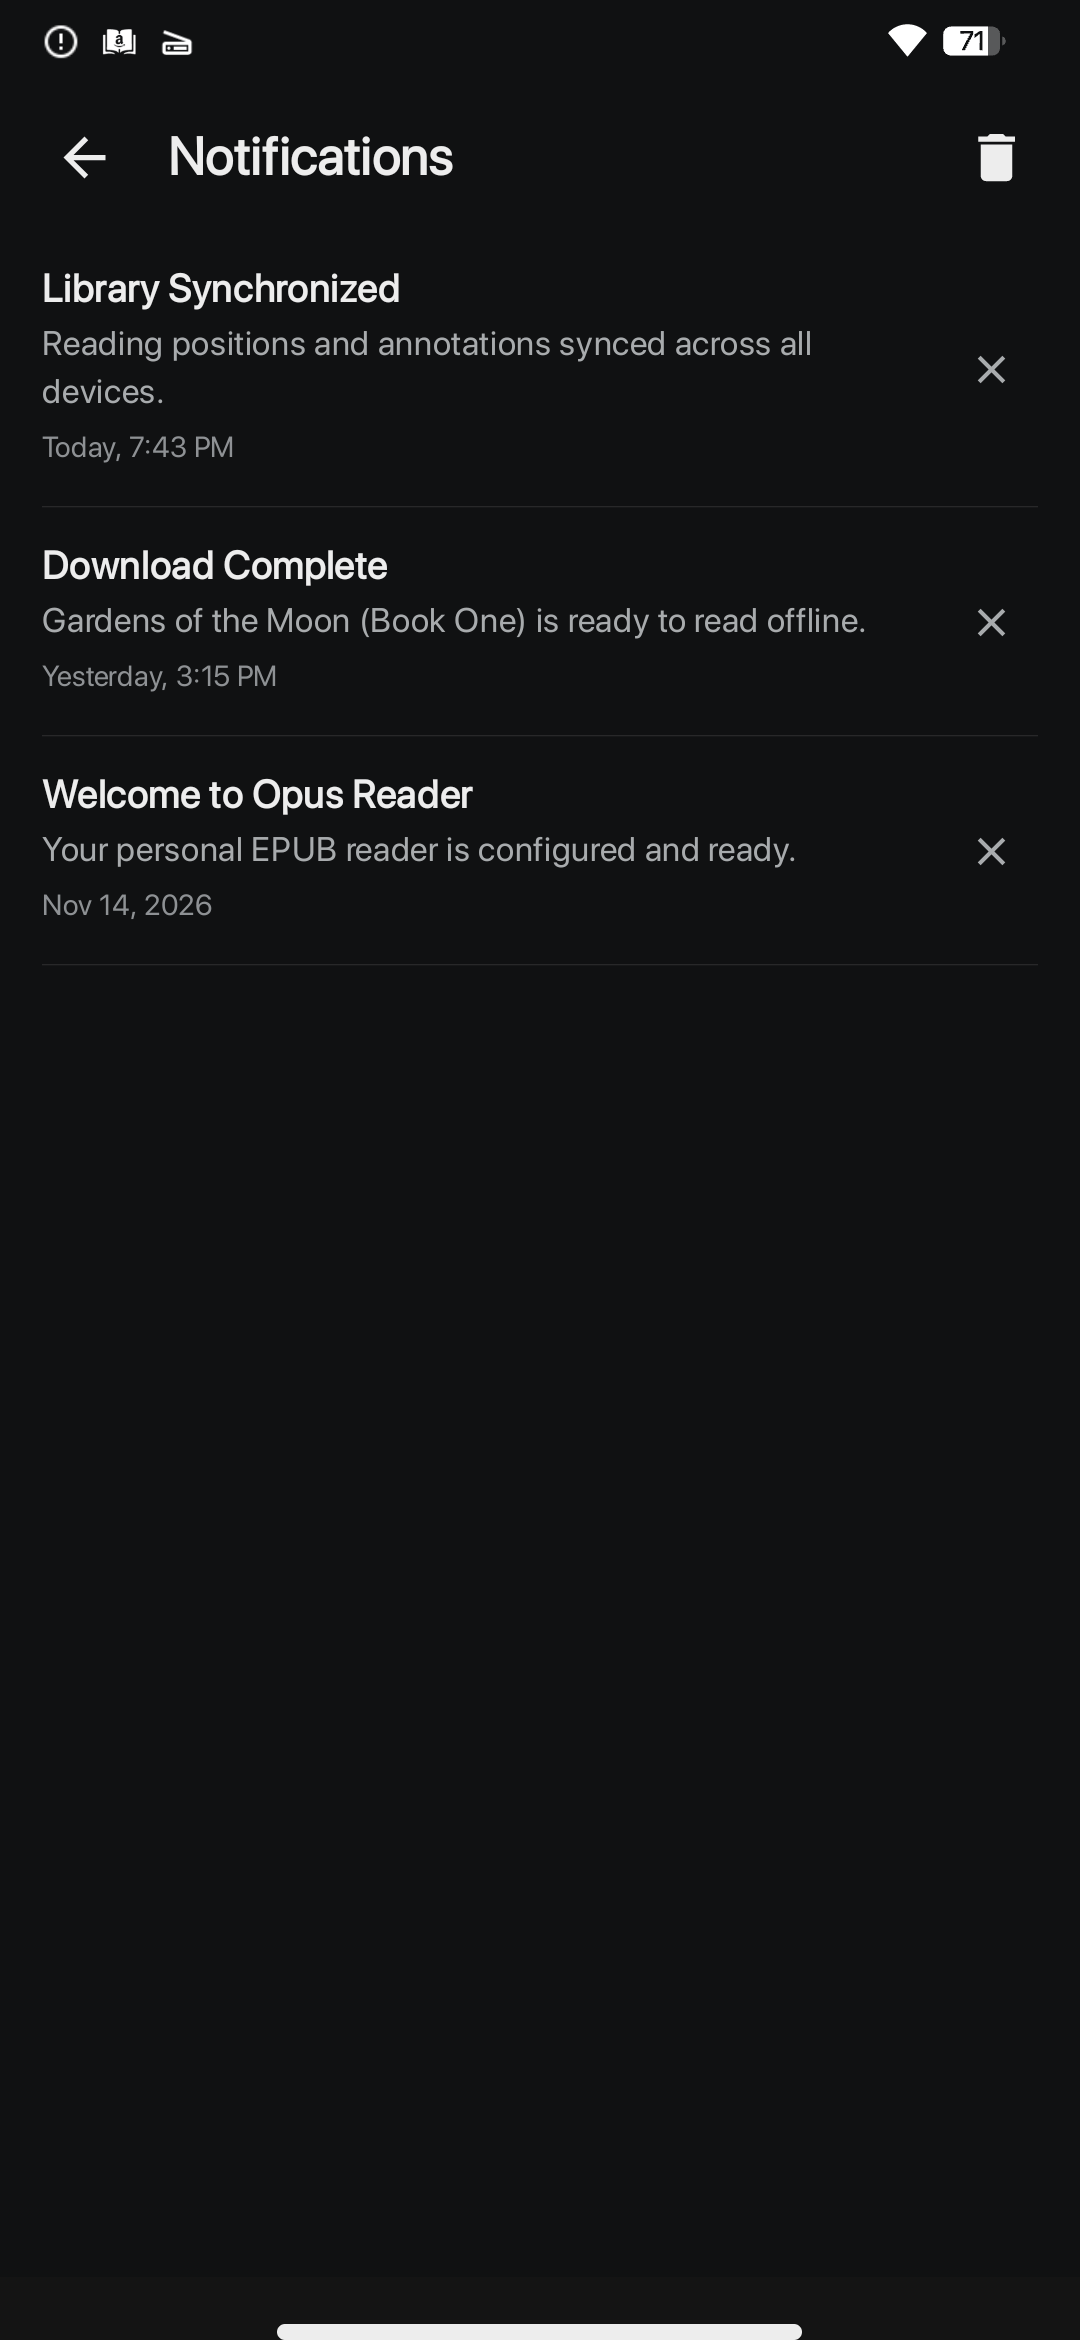 71
Notifications
Library Synchronized
Reading positions and annotations synced across all
devices.
Today, 7:43 PM
Download Complete
Gardens of the Moon (Book One) is ready to read offline.
Yesterday, 3:15 PM
Welcome to Opus Reader
Your personal EPUB reader is configured and ready.
Nov 14, 2026